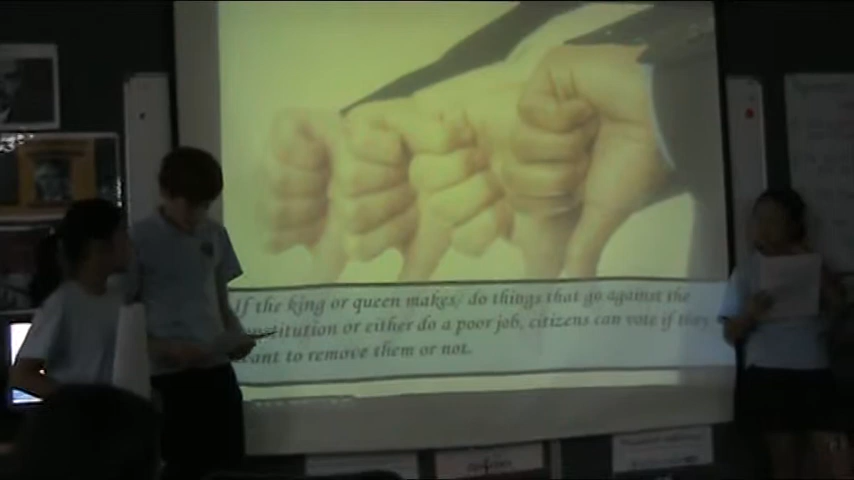 If the king or queen makes/ do things that go against the
constitution or either do a poor job, citizens can vote if they
want to remove them or not.